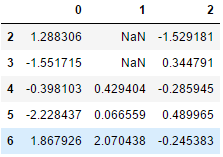 0 1 2
2 1.288306 NaN -1.529181
3 -1.551715 NaN 0.344791
4 -0.398103 0.429404 -0.285945
5 -2.228437 0.066559 0.489965
6 1.867926 2.070438 -0.245383